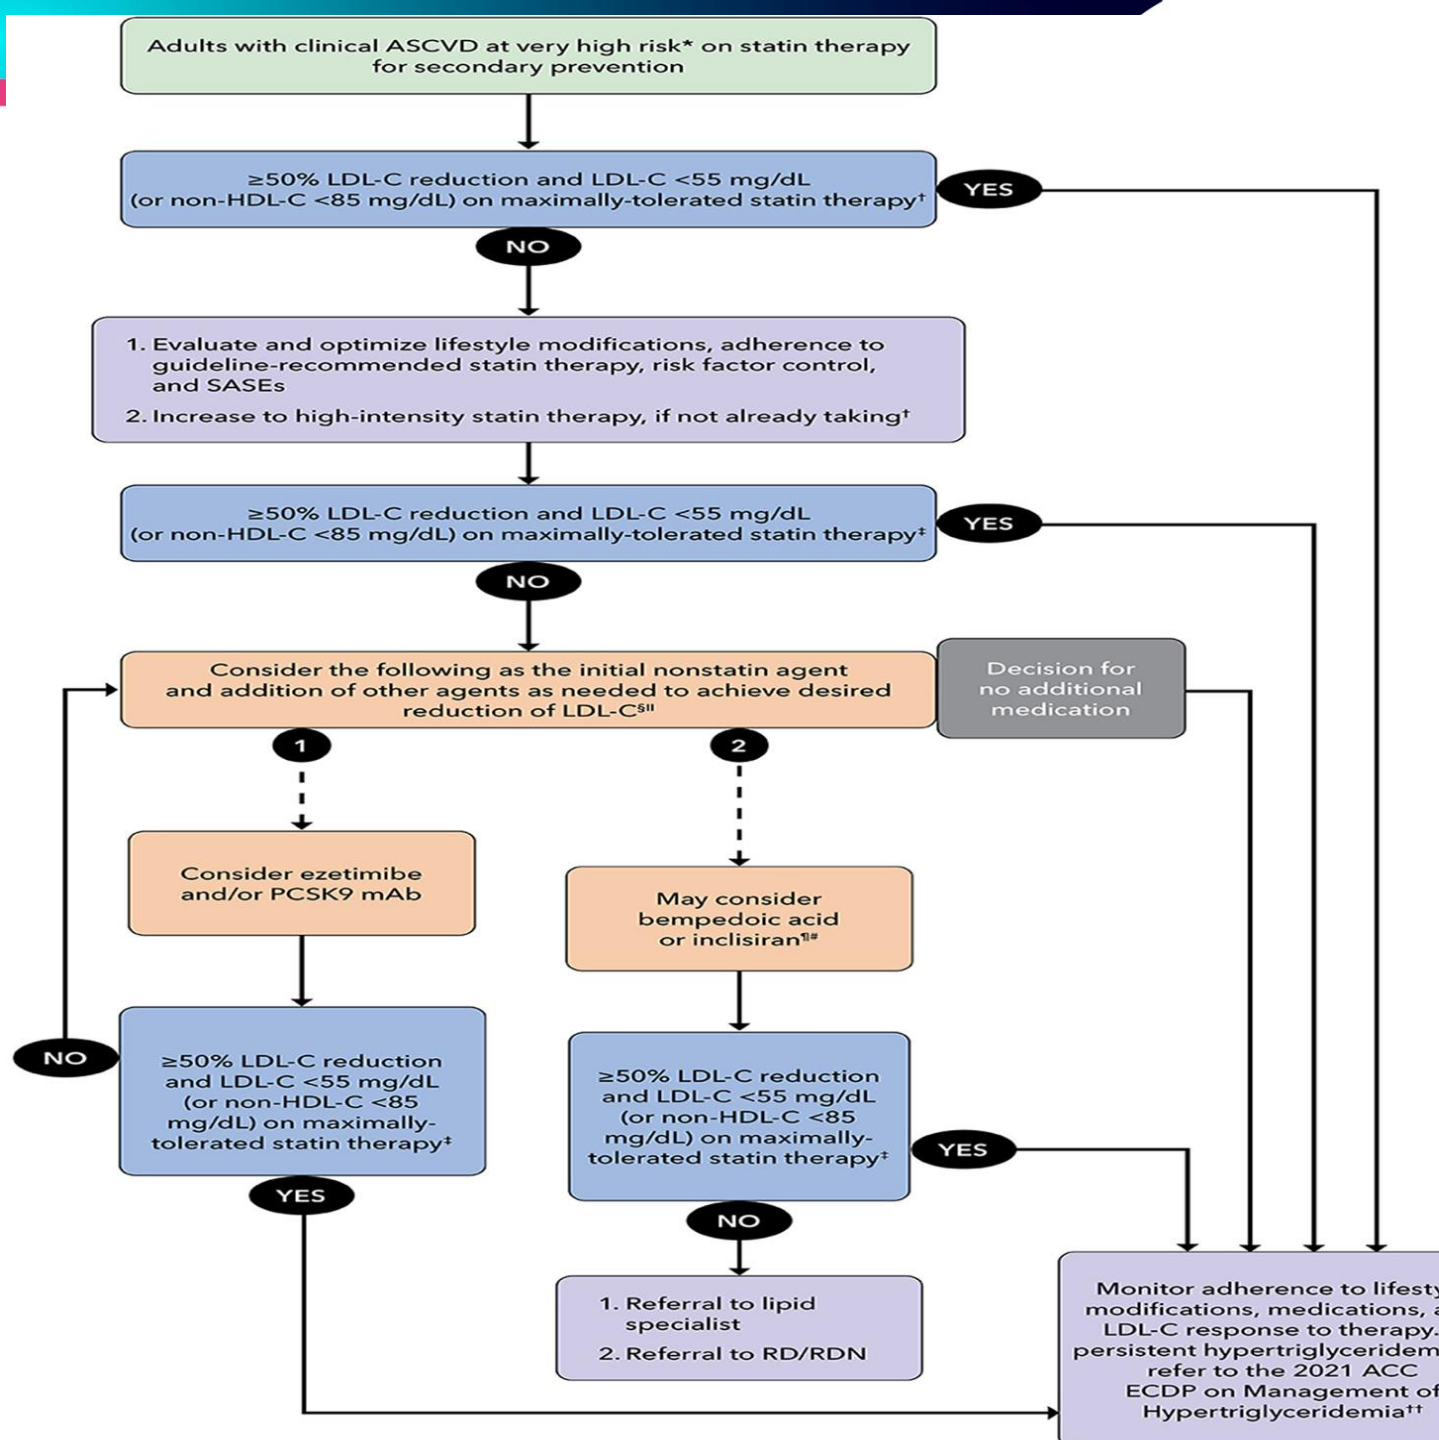 Adults with clinical ASCVD at very high risk* on statin therapy
for secondary prevention
≥50% LDL-C reduction and LDL-C <55 mg/dL
(or non-HDL-C <85 mg/dL) on maximally-tolerated statin therapy†
YES
NO
1. Evaluate and optimize lifestyle modifications, adherence to
guideline-recommended statin therapy, risk factor control,
and SASEs
2. Increase to high-intensity statin therapy, if not already taking†
≥50% LDL-C reduction and LDL-C <55 mg/dL
(or non-HDL-C <85 mg/dL) on maximally-tolerated statin therapy‡
YES
NO
Consider the following as the initial nonstatin agent
and addition of other agents as needed to achieve desired
reduction of LDL-C§II
Decision for
no additional
medication
1
2
Consider ezetimibe
and/or PCSK9 mAb
May consider
bempedoic acid
or inclisiran¶#
NO
≥50% LDL-C reduction
and LDL-C <55 mg/dL
(or non-HDL-C <85
mg/dL) on maximally-
tolerated statin therapy‡
YES
≥50% LDL-C reduction
and LDL-C <55 mg/dL
(or non-HDL-C <85
mg/dL) on maximally-
tolerated statin therapy‡
YES
NO
1. Referral to lipid
specialist
2. Referral to RD/RDN
Monitor adherence to
modifications, medications,
LDL-C response to therapy.
persistent
refer to the 2021 ACC
ECDP on Management of
Hypertriglyceridemia††